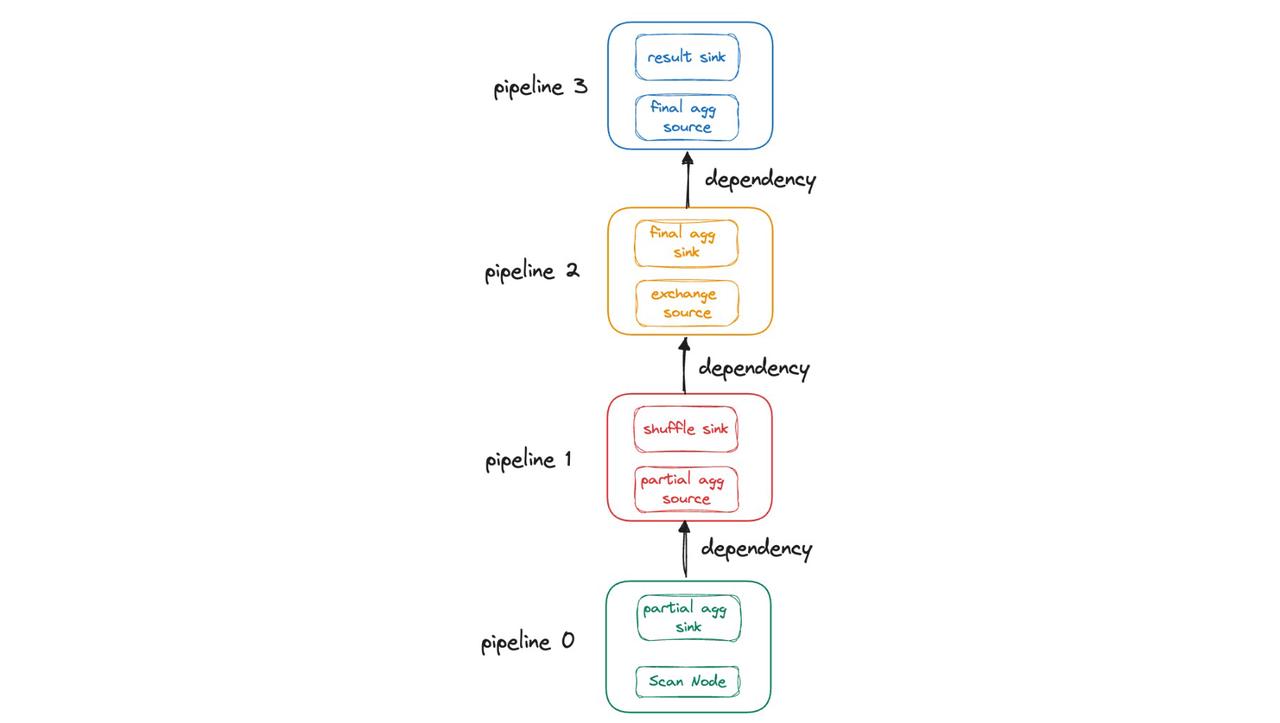 result sink
pipeline 3
final agg
source
dependency
final agg
sink
pipeline 2
exchange
source
dependency
shuffle sink
pipeline 1
partial agg
source
dependency
partial agg
sink
pipeline 0
Scan Node